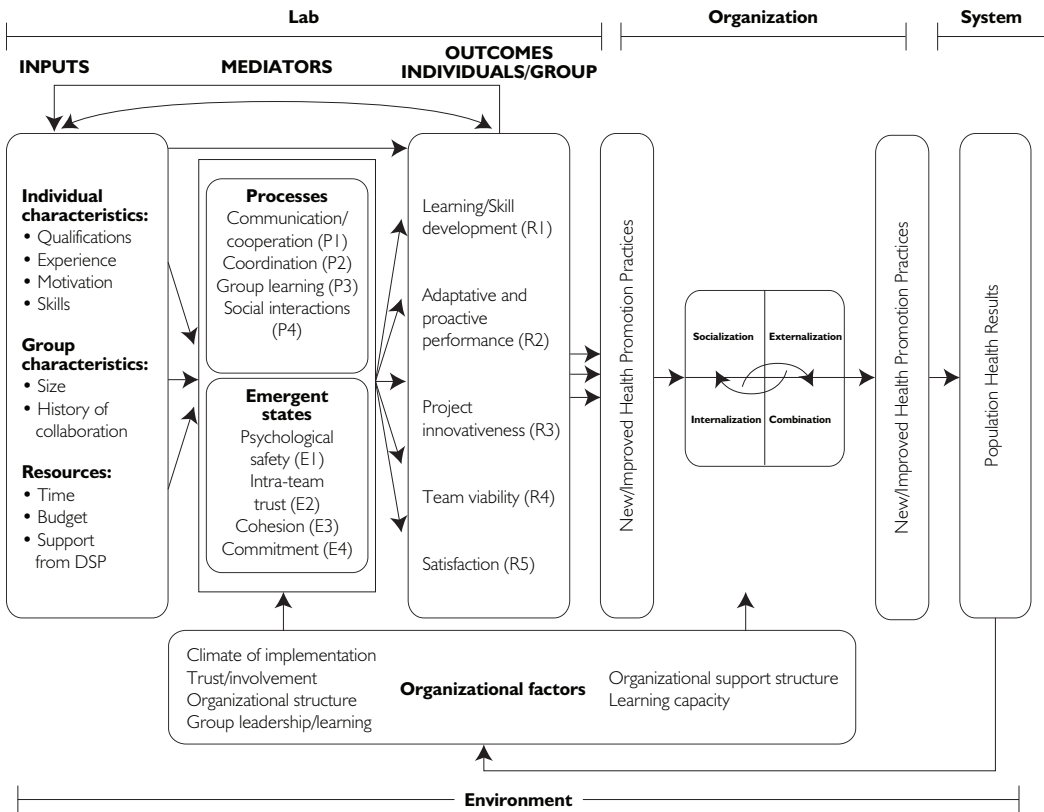 Lab
Organization
System
INPUTS
MEDIATORS
OUTCOMES
INDIVIDUALS/GROUP
Individual
characteristics:
• Qualifications
• Experience
• Motivation
• Skills
Group
characteristics:
• Size
• History of
collaboration
Resources:
• Time
• Budget
• Support
from DSP
Processes
Communication/
cooperation (P1)
Coordination (P2)
Group learning (P3)
Social interactions
(P4)
Emergent
states
Psychological
safety (E1)
Intra-team
trust (E2)
Cohesion (E3)
Commitment (E4)
Learning/Skill
development (R1)
Adaptative and
proactive
performance (R2)
Project
innovativeness (R3)
Team viability (R4)
Satisfaction (R5)
New/Improved Health Promotion Practices
Socialization
Externalization
Internalization
Combination
New/Improved Health Promotion Practices
Population Health Results
Climate of implementation
Trust/involvement
Organizational structure
Group leadership/learning
Organizational factors
Organizational support structure
Learning capacity
Environment